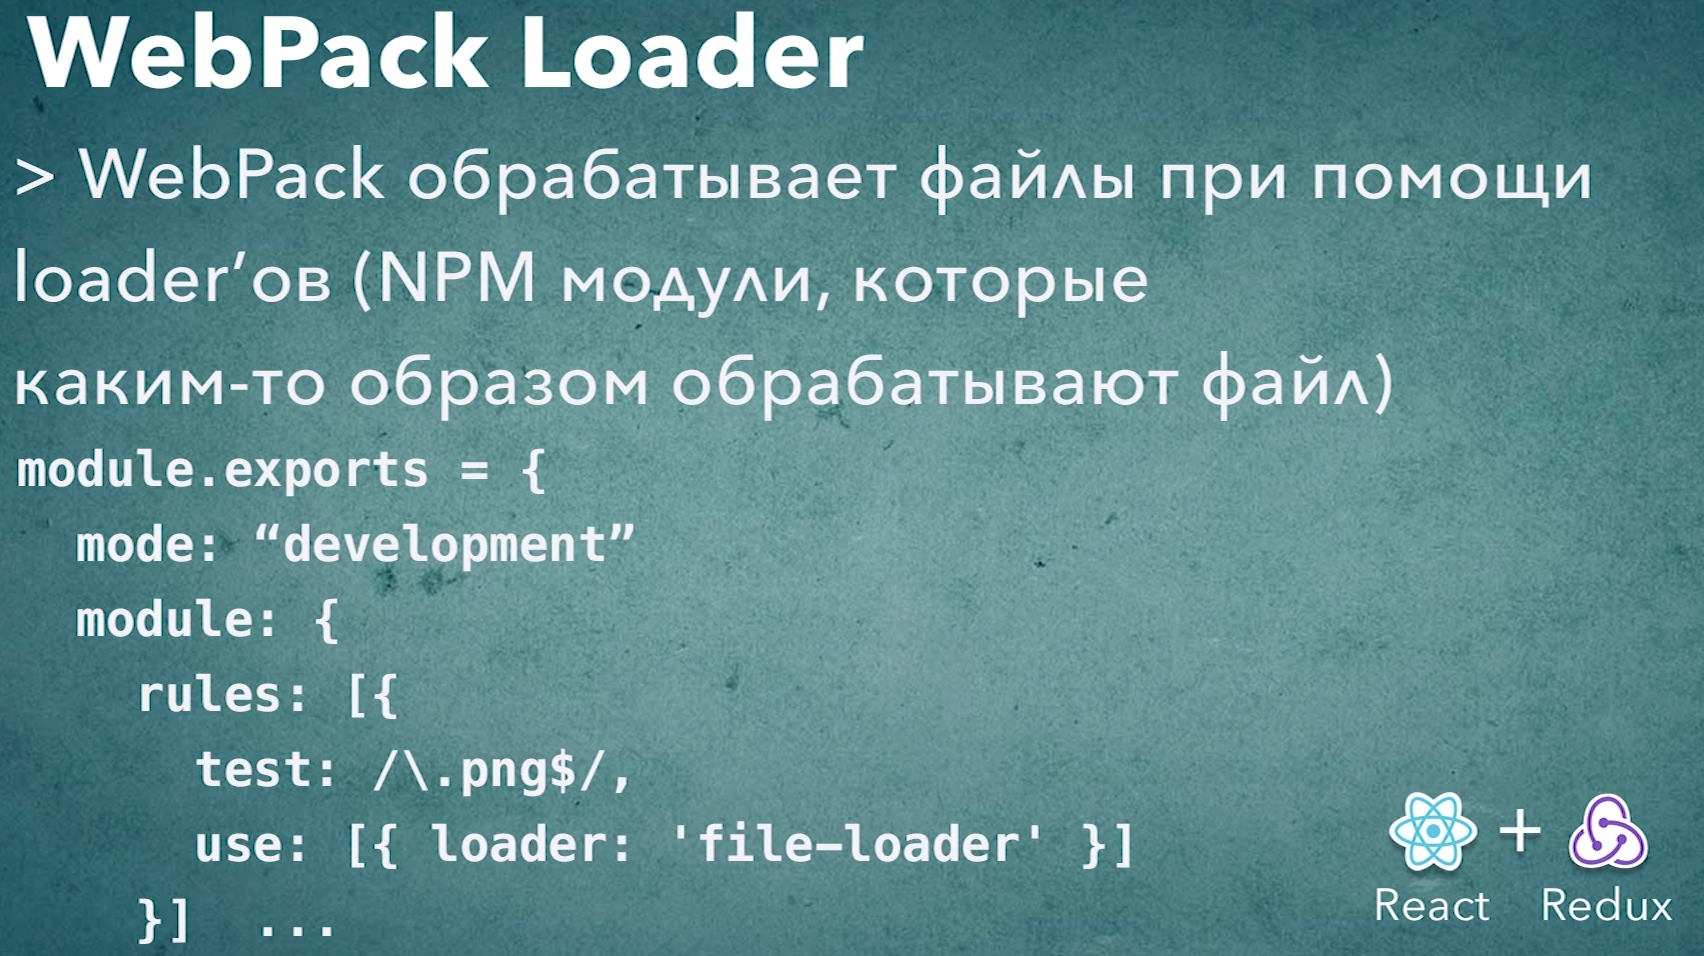 WebPack Loader
> WebPack обрабатывает файлы при помощи
loader’ов (NPM модули, которые
каким-то образом обрабатывают файл)
module.exports = {
  mode: “development”
  module: {
    rules: [{
      test: /\.png$/,
      use: [{ loader: 'file-loader' }]
    }]  ...
+
React Redux